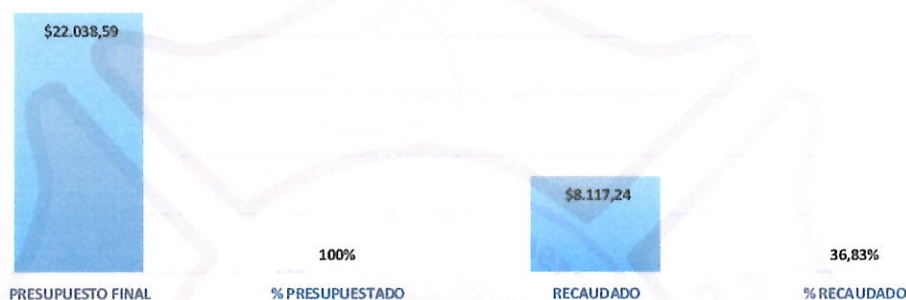 $22.038,59
$8.117,24
100%
36,83%
PRESUPUESTO FINAL
% PRESUPUESTADO
RECAUDADO
% RECAUDADO